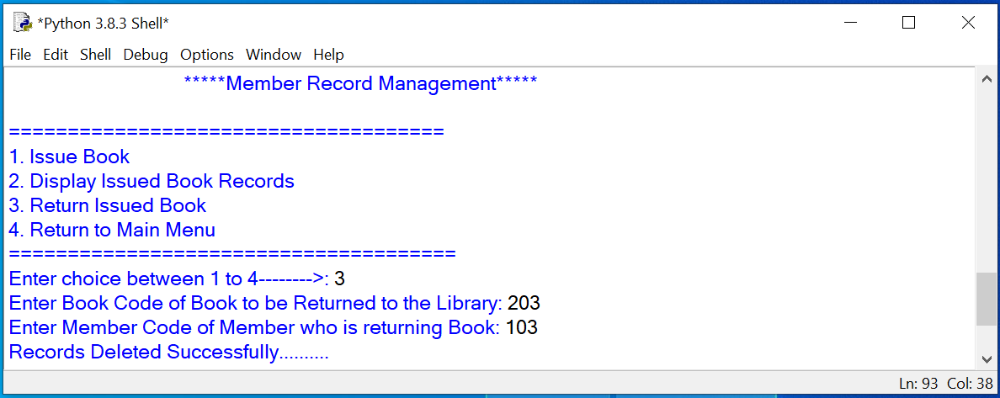 *Python 3.8.3 Shell*
File Edit Shell Debug Options Window Help
*****Member Record Management*****
=====================================
1. Issue Book
2. Display Issued Book Records
3. Return Issued Book
4. Return to Main Menu
======================================
Enter choice between 1 to 4-------->: 3
Enter Book Code of Book to be Returned to the Library: 203
Enter Member Code of Member who is returning Book: 103
Records Deleted Successfully..........
Ln: 93 Col: 38